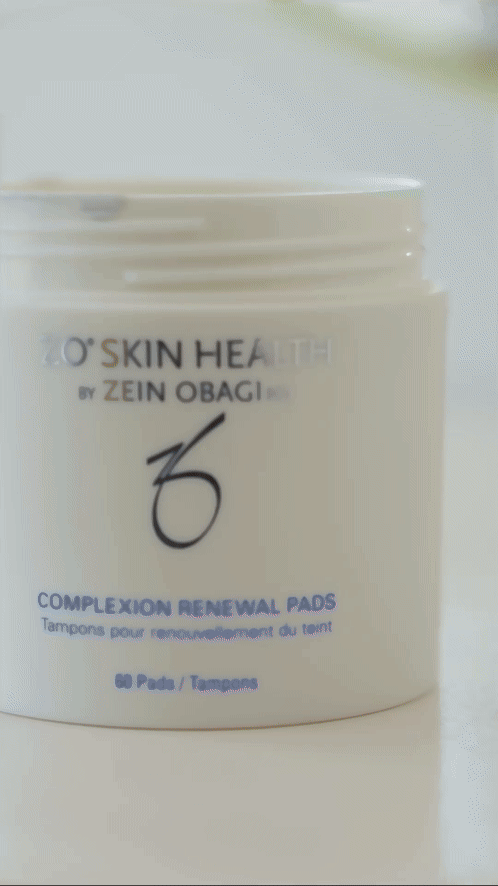 ZO® SKIN HEALTH
BY ZEIN OBAGI
COMPLEXION RENEWAL PADS
Tampons pour renouvellement du teint
60 Pads / Tampons